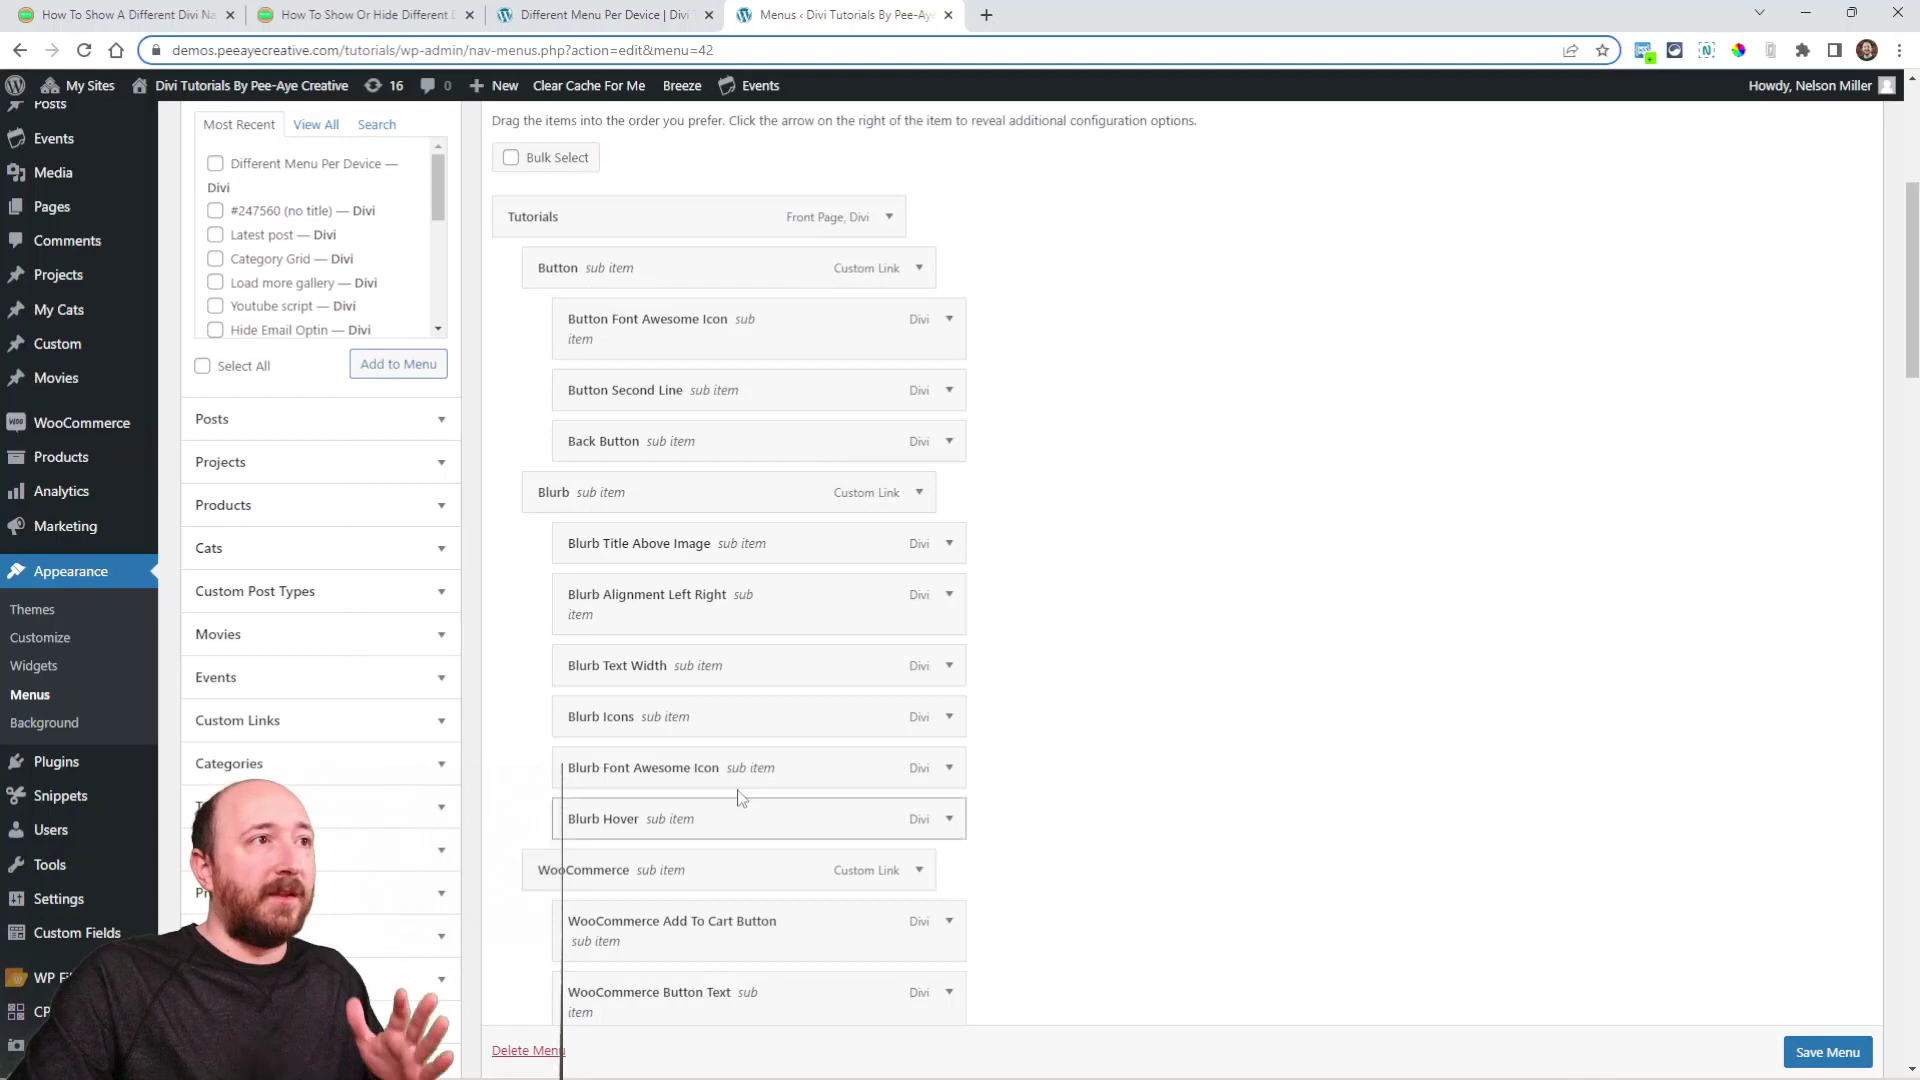 How To Show A Different Divi Na
How To Show Or Hide Different D
Different Menu Per Device | Divi
Menus ‹ Divi Tutorials By Pee-Aye
demos.peeayecreative.com/tutorials/wp-admin/nav-menus.php?action=edit&menu=42
My Sites
Divi Tutorials By Pee-Aye Creative
16
0
New
Clear Cache For Me
Breeze
Events
Howdy, Nelson Miller
Posts
Events
Media
Pages
Comments
Projects
My Cats
Custom
Movies
WooCommerce
Products
Analytics
Marketing
Appearance
Themes
Customize
Widgets
Menus
Background
Plugins
Snippets
Users
Tools
Settings
Custom Fields
WP Fi
CP
Most Recent
View All
Search
Different Menu Per Device —
Divi
#247560 (no title) — Divi
Latest post — Divi
Category Grid — Divi
Load more gallery — Divi
Youtube script — Divi
Hide Email Optin — Divi
Select All
Add to Menu
Posts
Projects
Products
Cats
Custom Post Types
Movies
Events
Custom Links
Categories
Drag the items into the order you prefer. Click the arrow on the right of the item to reveal additional configuration options.
Bulk Select
Tutorials Front Page, Divi
Button sub item Custom Link
Button Font Awesome Icon sub Divi
item
Button Second Line sub item Divi
Back Button sub item Divi
Blurb sub item Custom Link
Blurb Title Above Image sub item Divi
Blurb Alignment Left Right sub Divi
item
Blurb Text Width sub item Divi
Blurb Icons sub item Divi
Blurb Font Awesome Icon sub item Divi
Blurb Hover sub item Divi
WooCommerce sub item Custom Link
WooCommerce Add To Cart Button Divi
sub item
WooCommerce Button Text sub Divi
item
Delete Menu
Save Menu